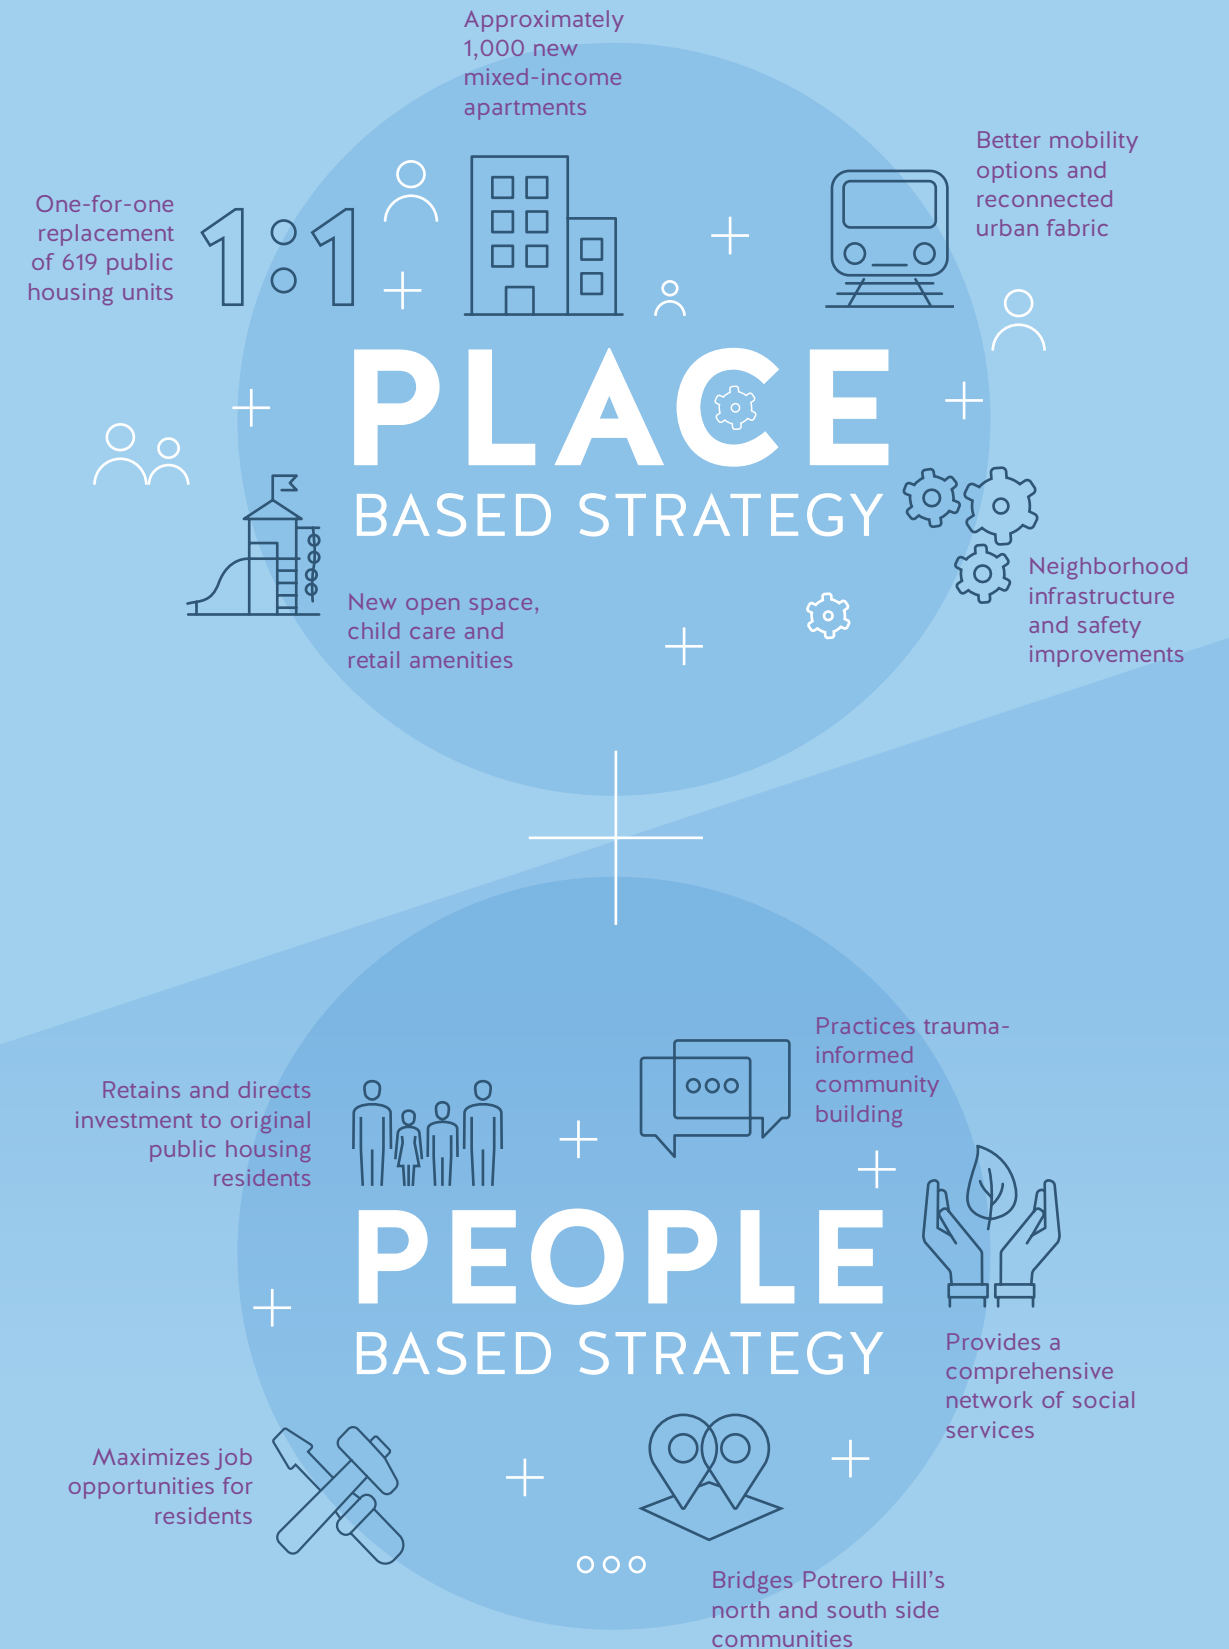 Approximately
1,000 new
mixed-income
apartments
Better mobility
options and
reconnected
urban fabric
One-for-one
replacement
of 619 public
housing units
1:1
PLACE
BASED STRATEGY
New open space,
child care and
retail amenities
Neighborhood
infrastructure
and safety
improvements
Practices trauma-
informed
community
building
Retains and directs
investment to original
public housing
residents
PEOPLE
BASED STRATEGY
Provides a
comprehensive
network of social
services
Maximizes job
opportunities for
residents
Bridges Potrero Hill’s
north and south side
communities